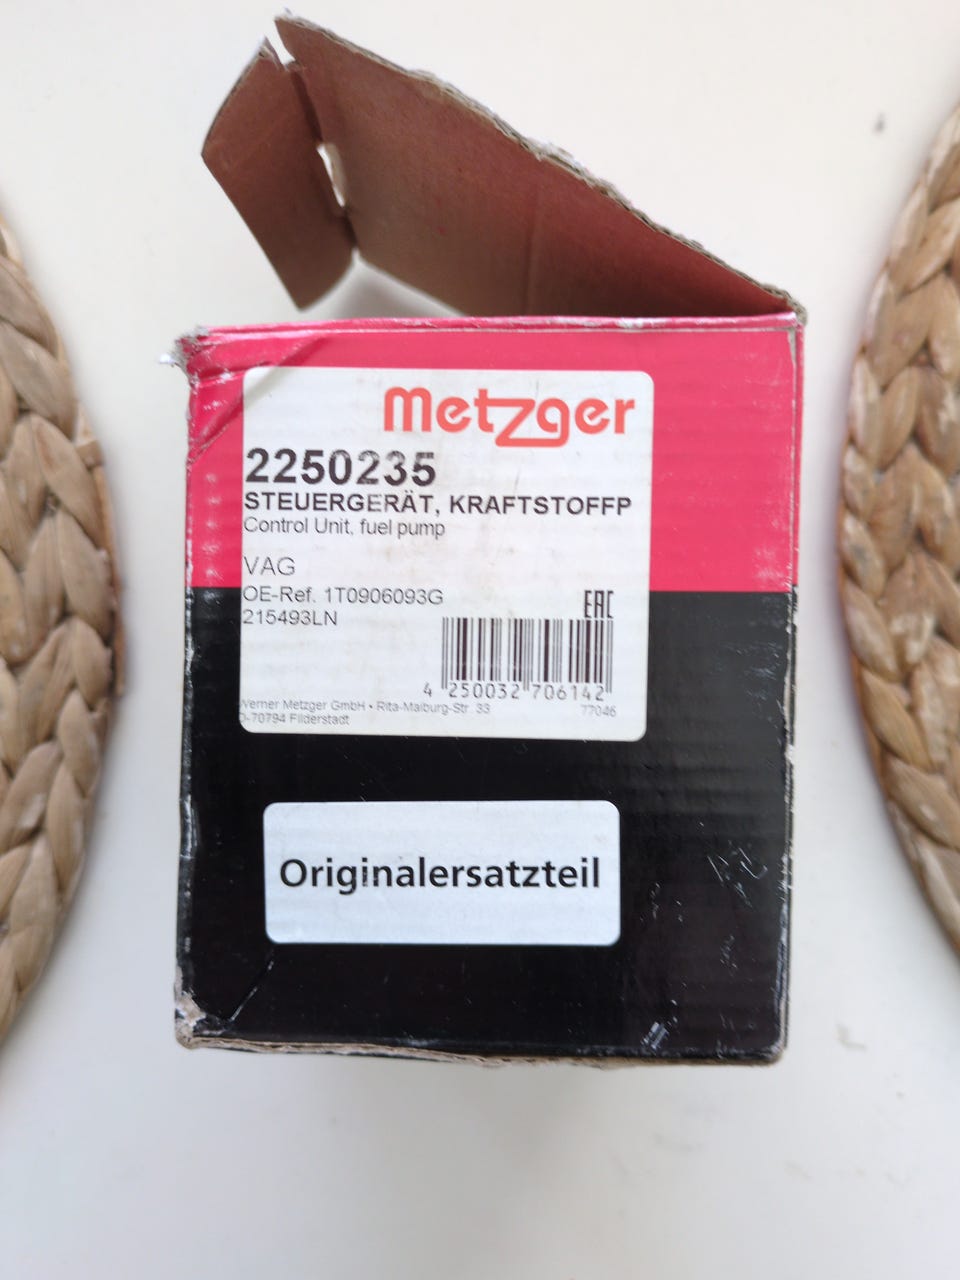 Metzger
2250235
STEUERGERÄT, KRAFTSTOFFP
Control Unit, fuel pump
VAG
OE-Ref. 1T0906093G
215493LN
EAC
4 250032 706142
Werner Metzger GmbH • Rita-Maiburg-Str. 33
D-70794 Filderstadt
77046
Originalersatzteil